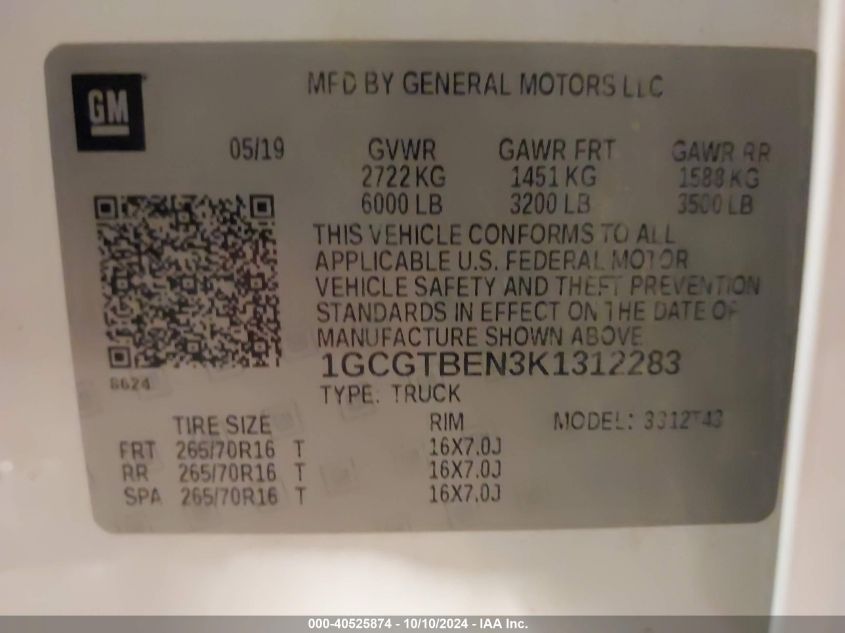 GM
MFD BY GENERAL MOTORS LLC
05/19 GVWR GAWR FRT GAWR RR
2722 KG 1451 KG 1588 KG
6000 LB 3200 LB 3500 LB
THIS VEHICLE CONFORMS TO ALL
APPLICABLE U.S. FEDERAL MOTOR
VEHICLE SAFETY AND THEFT PREVENTION
STANDARDS IN EFFECT ON THE DATE OF
MANUFACTURE SHOWN ABOVE
1GCGTBEN3K1312283
8624
TYPE: TRUCK
TIRE SIZE RIM MODEL:
FRT 265/70R16 T 16X7.0J
RR 265/70R16 T 16X7.0J
SPA 265/70R16 T 16X7.0J
000-40525874 - 10/10/2024 - IAA Inc.